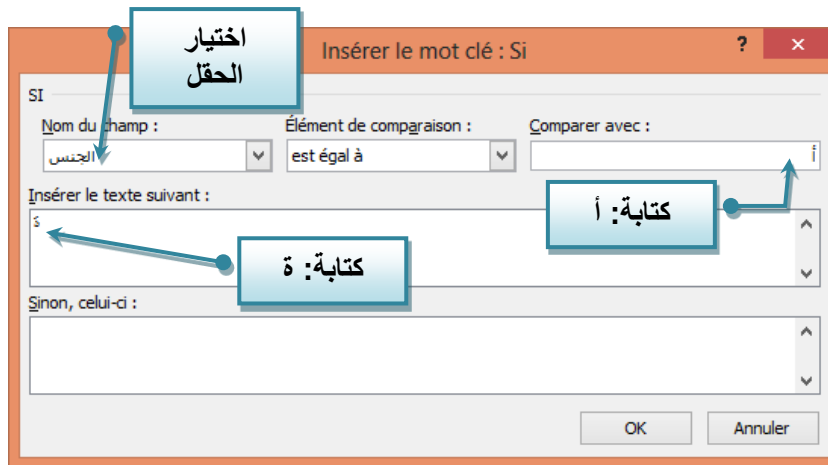 اختيار
الحقل
Insérer le mot clé : Si
?
×
SI
Nom du champ :
Élément de comparaison :
Comparer avec :
الجنس
est égal à
أ
Insérer le texte suivant :
ة
كتابة: أ
كتابة: ة
Sinon, celui-ci :
OK
Annuler